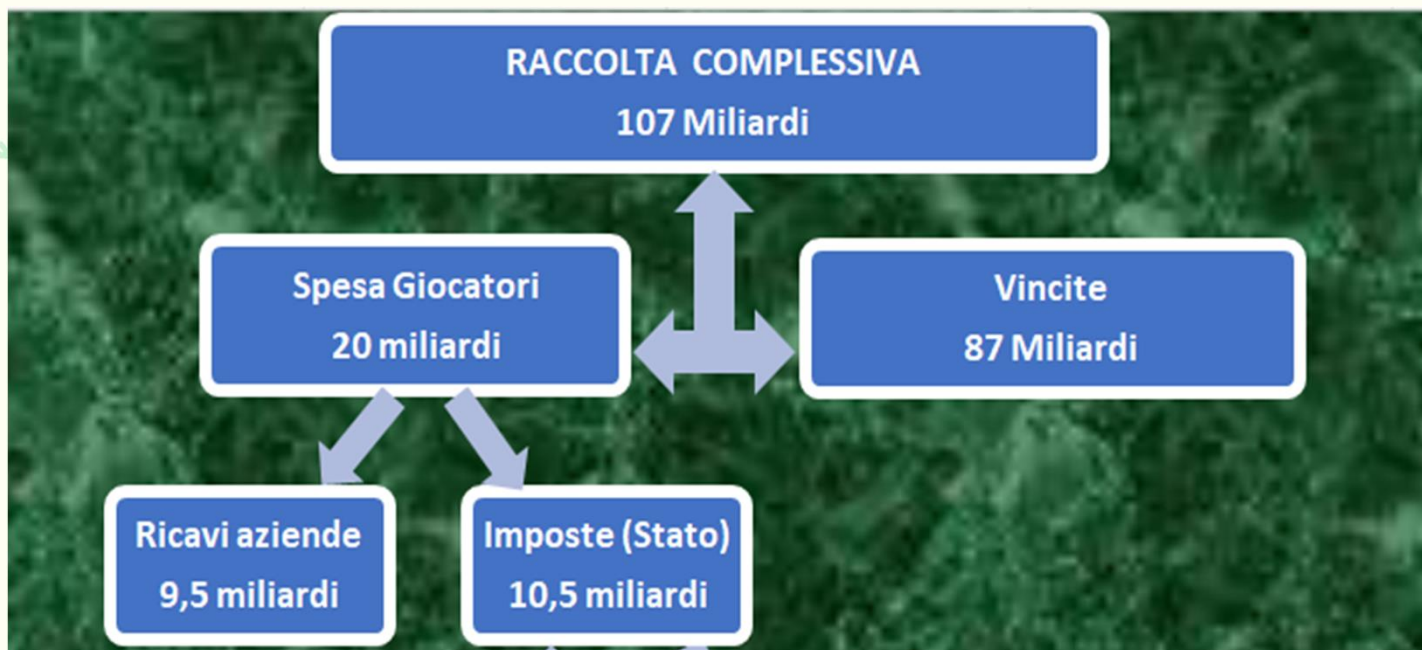 RACCOLTA COMPLESSIVA
107 Miliardi
Spesa Giocatori
20 miliardi
Vincite
87 Miliardi
Ricavi aziende
9,5 miliardi
Imposte (Stato)
10,5 miliardi